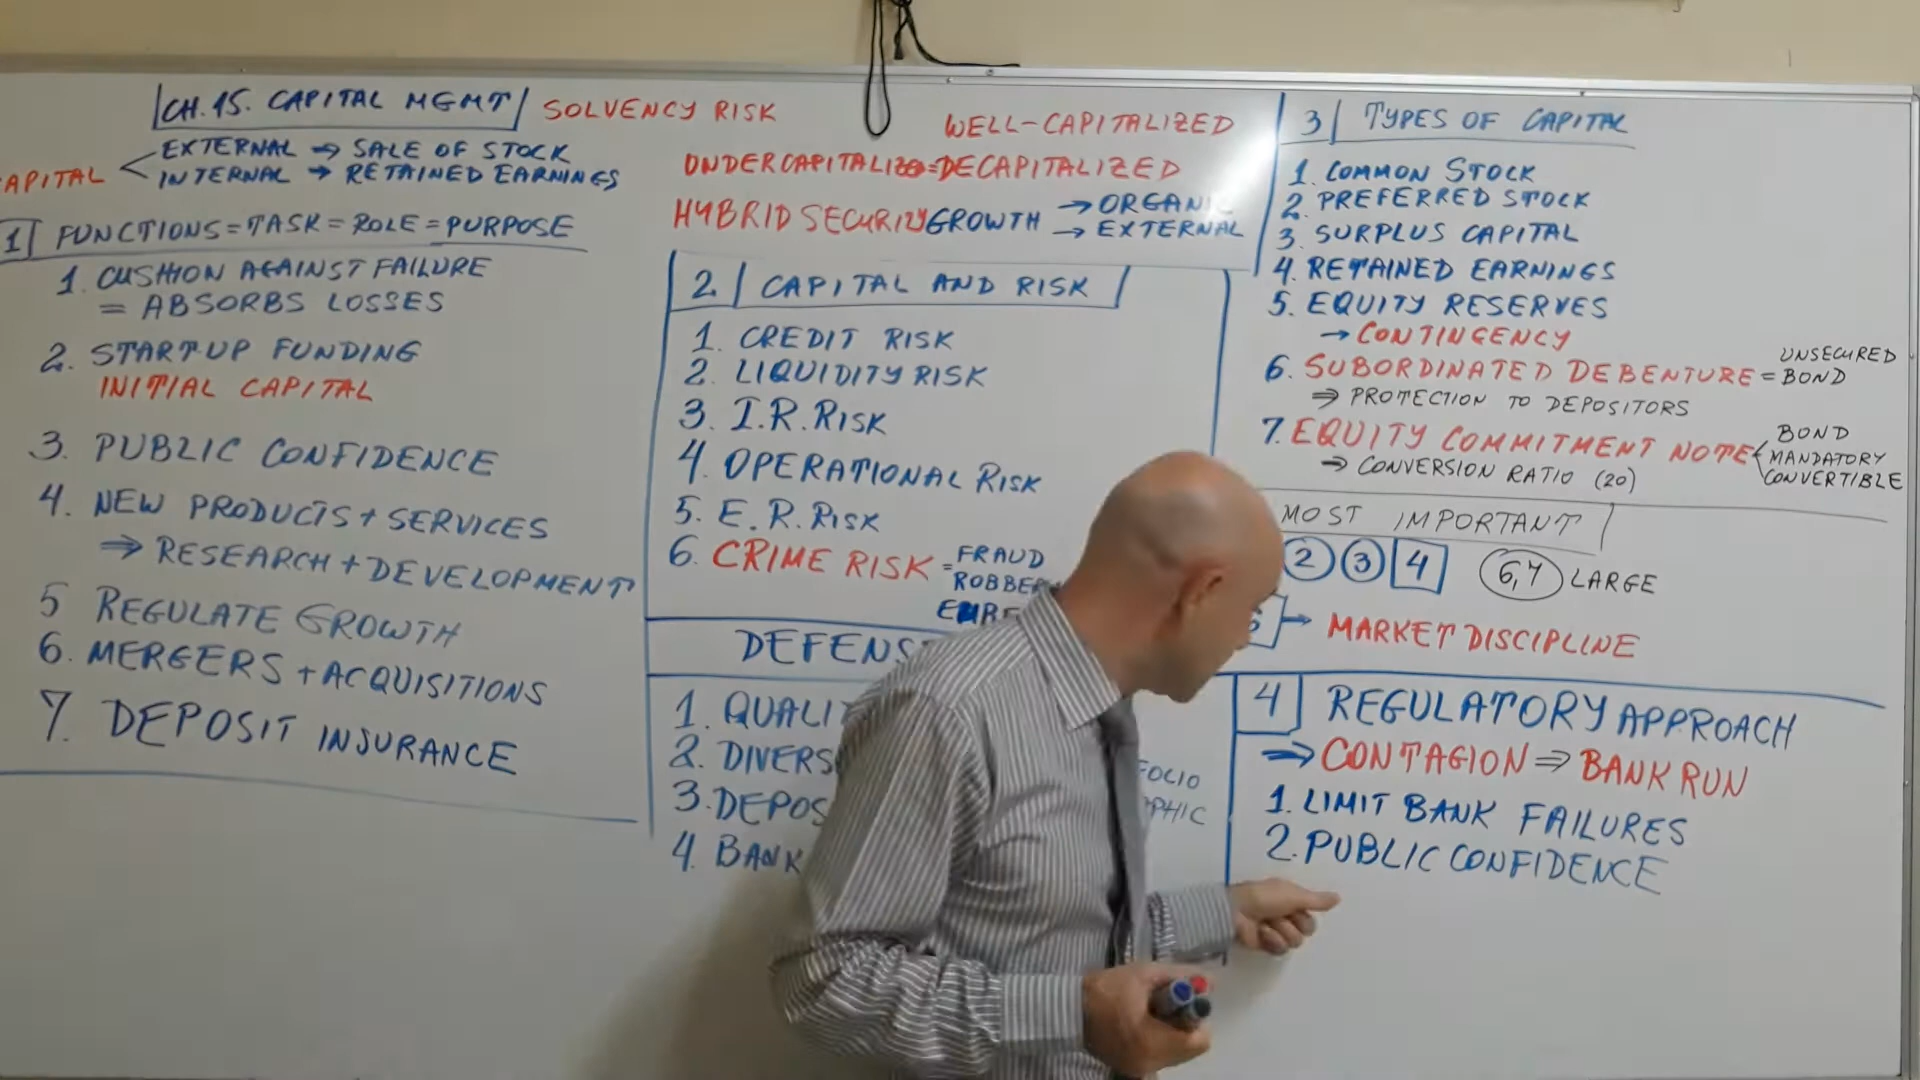 CH.15. CAPITAL MGMT SOLVENCY RISK
EXTERNAL → SALE OF STOCK
APITAL
INTERNAL → RETAINED EARNINGS
1 FUNCTIONS = TASK = ROLE = PURPOSE
1. CUSHION AGAINST FAILURE
= ABSORBS LOSSES
2. START-UP FUNDING
INITIAL CAPITAL
3. PUBLIC CONFIDENCE
4. NEW PRODUCTS + SERVICES
⇒ RESEARCH + DEVELOPMENT
5 REGULATE GROWTH
6. MERGERS + ACQUISITIONS
7. DEPOSIT INSURANCE
WELL-CAPITALIZED
UNDERCAPITALIZED = DECAPITALIZED
HYBRID SECURITY GROWTH → ORGANIC
→ EXTERNAL
2. CAPITAL AND RISK
1. CREDIT RISK
2. LIQUIDITY RISK
3. I.R. RISK
4. OPERATIONAL RISK
5. E.R. RISK
6. CRIME RISK = FRAUD
ROBBE
EMBE
DEFENS
1. QUALI
2. DIVERS FOLIO
3. DEPOS PHIC
4. BANK
3 TYPES OF CAPITAL
1. COMMON STOCK
2. PREFERRED STOCK
3. SURPLUS CAPITAL
4. RETAINED EARNINGS
5. EQUITY RESERVES
→ CONTINGENCY
6. SUBORDINATED DEBENTURE = UNSECURED BOND
⇒ PROTECTION TO DEPOSITORS
7. EQUITY COMMITMENT NOTE BOND
MANDATORY
⇒ CONVERSION RATIO (20) CONVERTIBLE
MOST IMPORTANT
2 3 4 6,7 LARGE
→ MARKET DISCIPLINE
4 REGULATORY APPROACH
⇒ CONTAGION ⇒ BANK RUN
1. LIMIT BANK FAILURES
2. PUBLIC CONFIDENCE